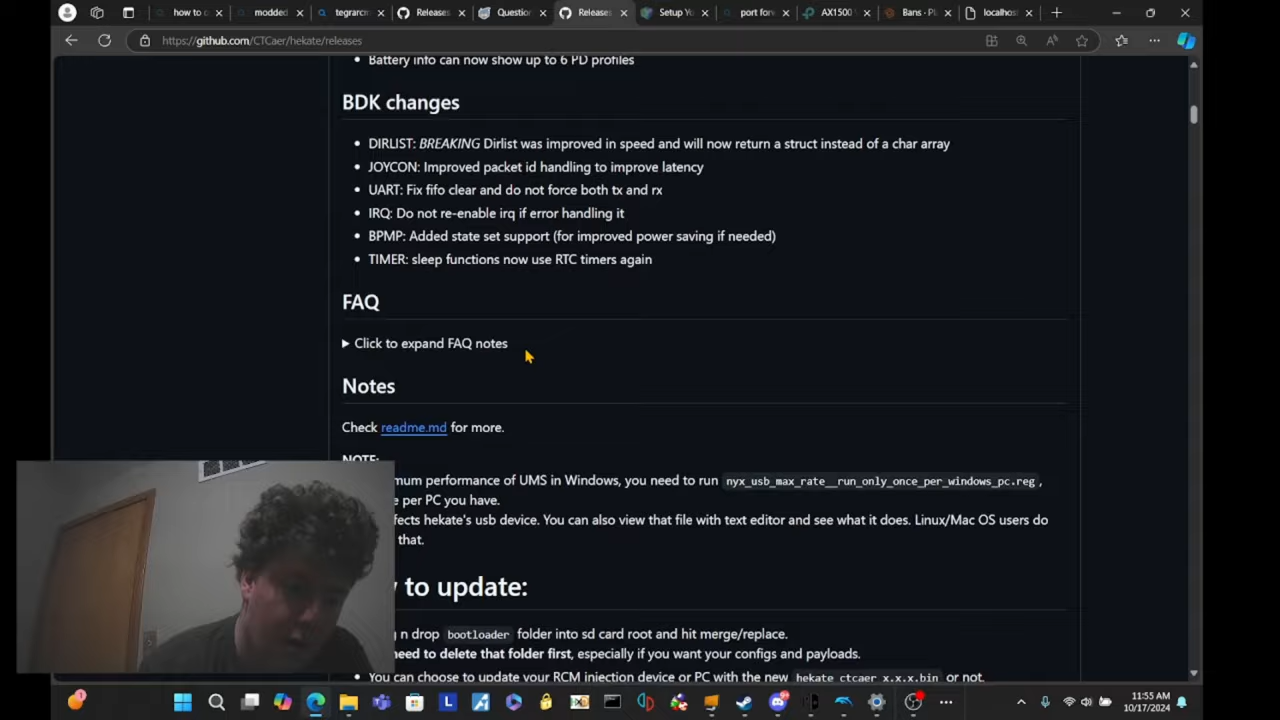 how to c
modded
tegrarcm
Releases
Question
Releases
Setup Yo
port forw
AX1500
Bans - Pl
localhost
https://github.com/CTCaer/hekate/releases
Battery info can now show up to 6 PD profiles
BDK changes
DIRLIST: BREAKING Dirlist was improved in speed and will now return a struct instead of a char array
JOYCON: Improved packet id handling to improve latency
UART: Fix fifo clear and do not force both tx and rx
IRQ: Do not re-enable irq if error handling it
BPMP: Added state set support (for improved power saving if needed)
TIMER: sleep functions now use RTC timers again
FAQ
Click to expand FAQ notes
Notes
Check readme.md for more.
NOTE:
mum performance of UMS in Windows, you need to run nyx_usb_max_rate__run_only_once_per_windows_pc.reg,
e per PC you have.
fects hekate's usb device. You can also view that file with text editor and see what it does. Linux/Mac OS users do
that.
to update:
n drop bootloader folder into sd card root and hit merge/replace.
need to delete that folder first, especially if you want your configs and payloads.
You can choose to update your RCM injection device or PC with the new hekate_ctcaer_x.x.x.bin or not.
11:55 AM
10/17/2024